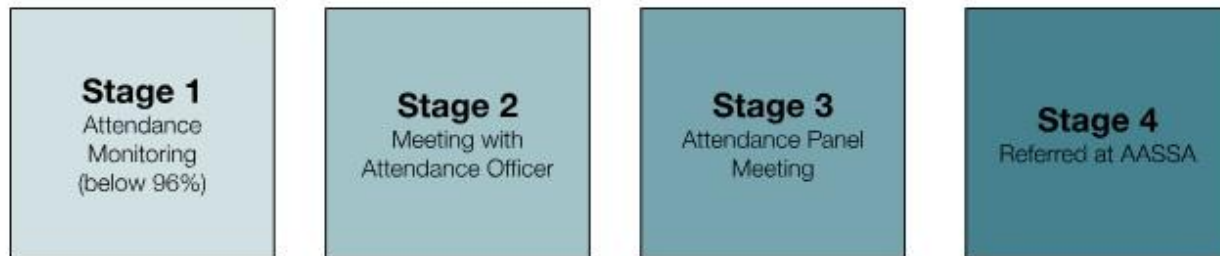 Stage 1
Attendance
Monitoring
(below 96%)
Stage 2
Meeting with
Attendance Officer
Stage 3
Attendance Panel
Meeting
Stage 4
Referred at AASSA